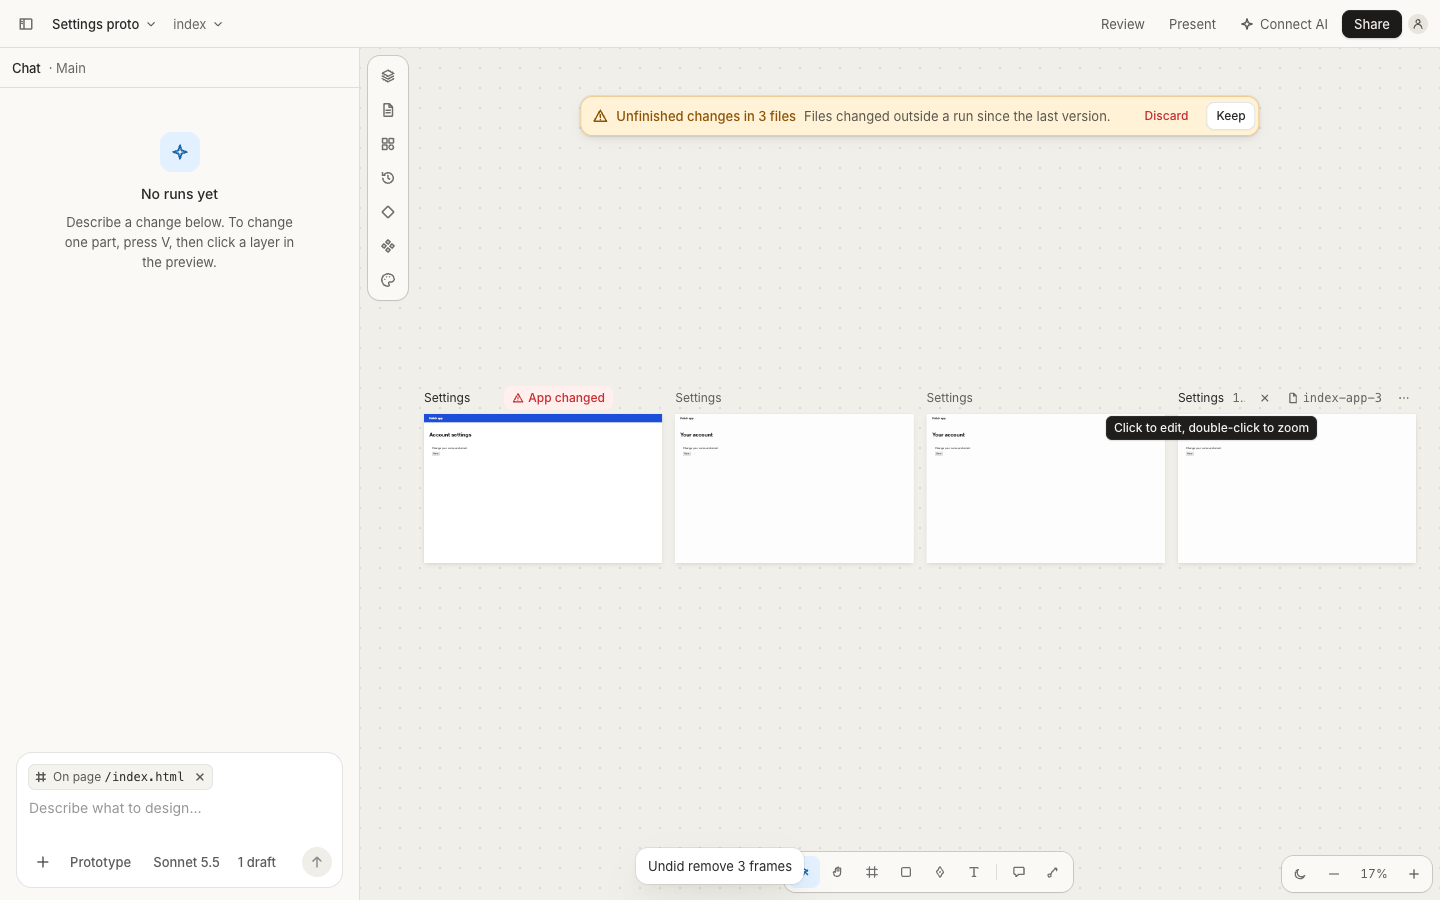 Settings proto
index
Review
Present
Connect AI
Share
Chat · Main
Unfinished changes in 3 files Files changed outside a run since the last version.
Discard
Keep
No runs yet
Describe a change below. To change
one part, press V, then click a layer in
the preview.
Settings
App changed
Settings
Settings
Settings 1..
index-app-3
Click to edit, double-click to zoom
Account settings
Your account
Your account
On page /index.html
Describe what to design...
Prototype
Sonnet 5.5
1 draft
Undid remove 3 frames
T
17%